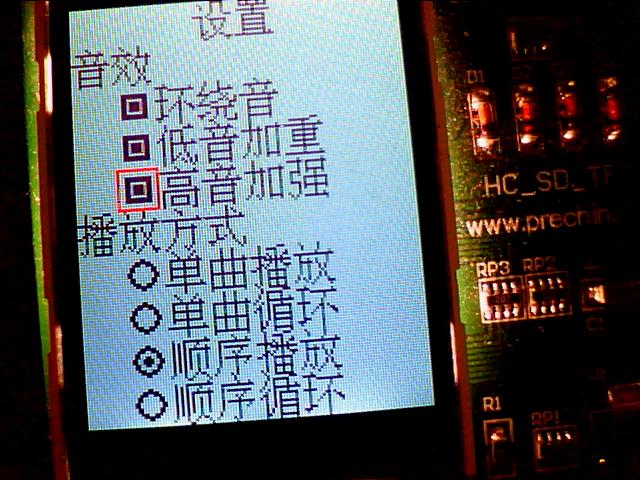 设置
音效
环绕音
低音加重
高音加强
播放方式
单曲播放
单曲循环
顺序播放
顺序循环
D1
HC_SD_TF
www.prechin
RP3 RP2
R1
RP1